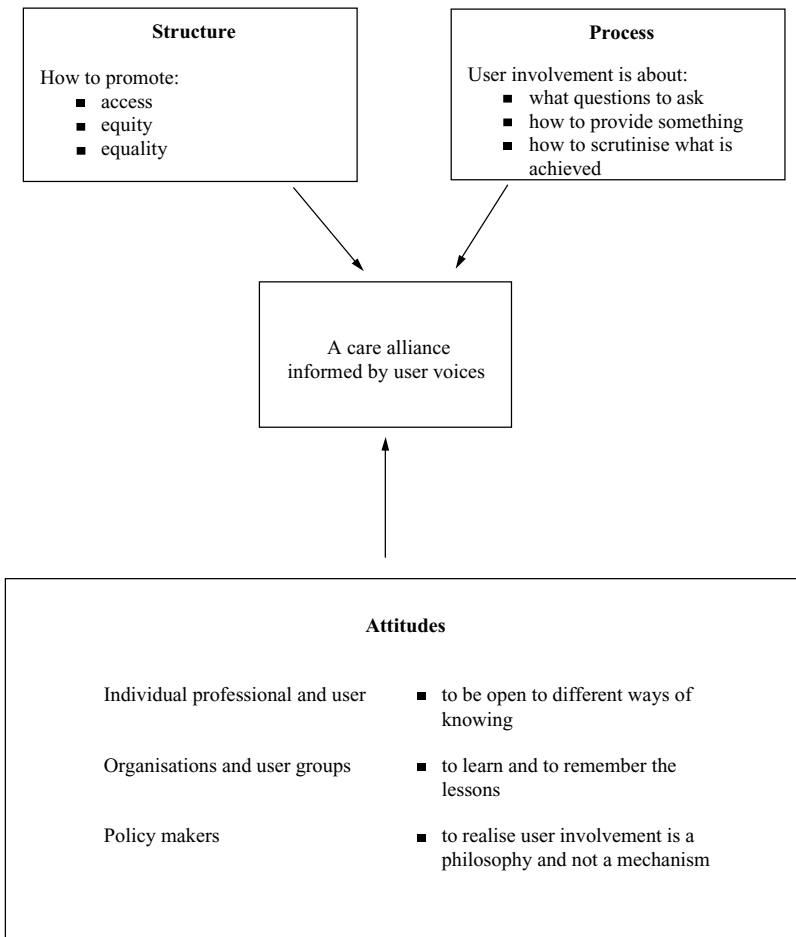 Structure
How to promote:
■ access
■ equity
■ equality
Process
User involvement is about:
■ what questions to ask
■ how to provide something
■ how to scrutinise what is
achieved
A care alliance
informed by user voices
Attitudes
Individual professional and user ■ to be open to different ways of
knowing
Organisations and user groups ■ to learn and to remember the
lessons
Policy makers ■ to realise user involvement is a
philosophy and not a mechanism